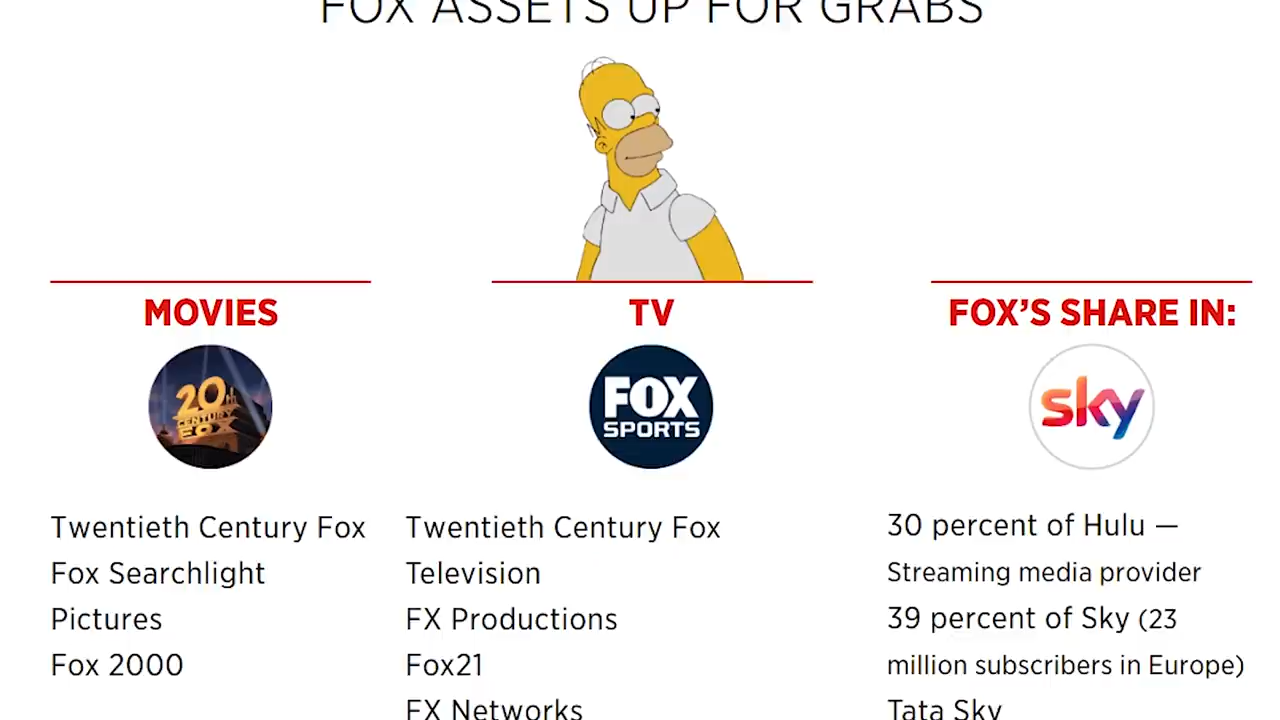 FOX ASSETS UP FOR GRABS
MOVIES
TV
FOX'S SHARE IN:
20th
CENTURY
FOX
FOX
SPORTS
sky
Twentieth Century Fox
Fox Searchlight
Pictures
Fox 2000
Twentieth Century Fox
Television
FX Productions
Fox21
FX Networks
30 percent of Hulu —
Streaming media provider
39 percent of Sky (23
million subscribers in Europe)
Tata Sky